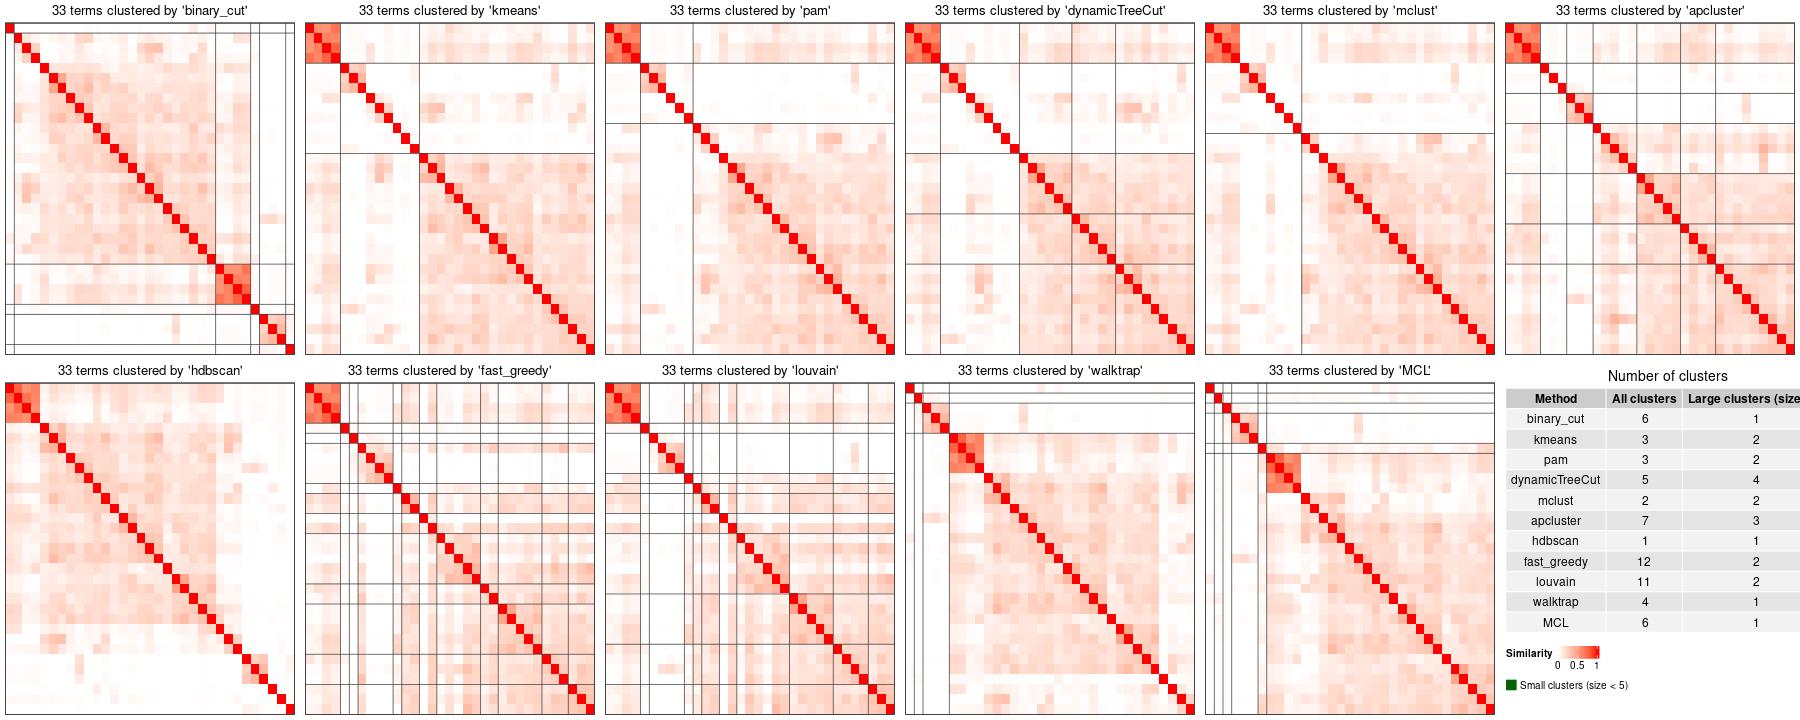 33 terms clustered by 'binary_cut'
33 terms clustered by 'kmeans'
33 terms clustered by 'pam'
33 terms clustered by 'dynamicTreeCut'
33 terms clustered by 'mclust'
33 terms clustered by 'apcluster'
33 terms clustered by 'hdbscan'
33 terms clustered by 'fast_greedy'
33 terms clustered by 'louvain'
33 terms clustered by 'walktrap'
33 terms clustered by 'MCL'
Number of clusters
Method All clusters Large clusters (size
binary_cut 6 1
kmeans 3 2
pam 3 2
dynamicTreeCut 5 4
mclust 2 2
apcluster 7 3
hdbscan 1 1
fast_greedy 12 2
louvain 11 2
walktrap 4 1
MCL 6 1
Similarity
0 0.5 1
Small clusters (size < 5)